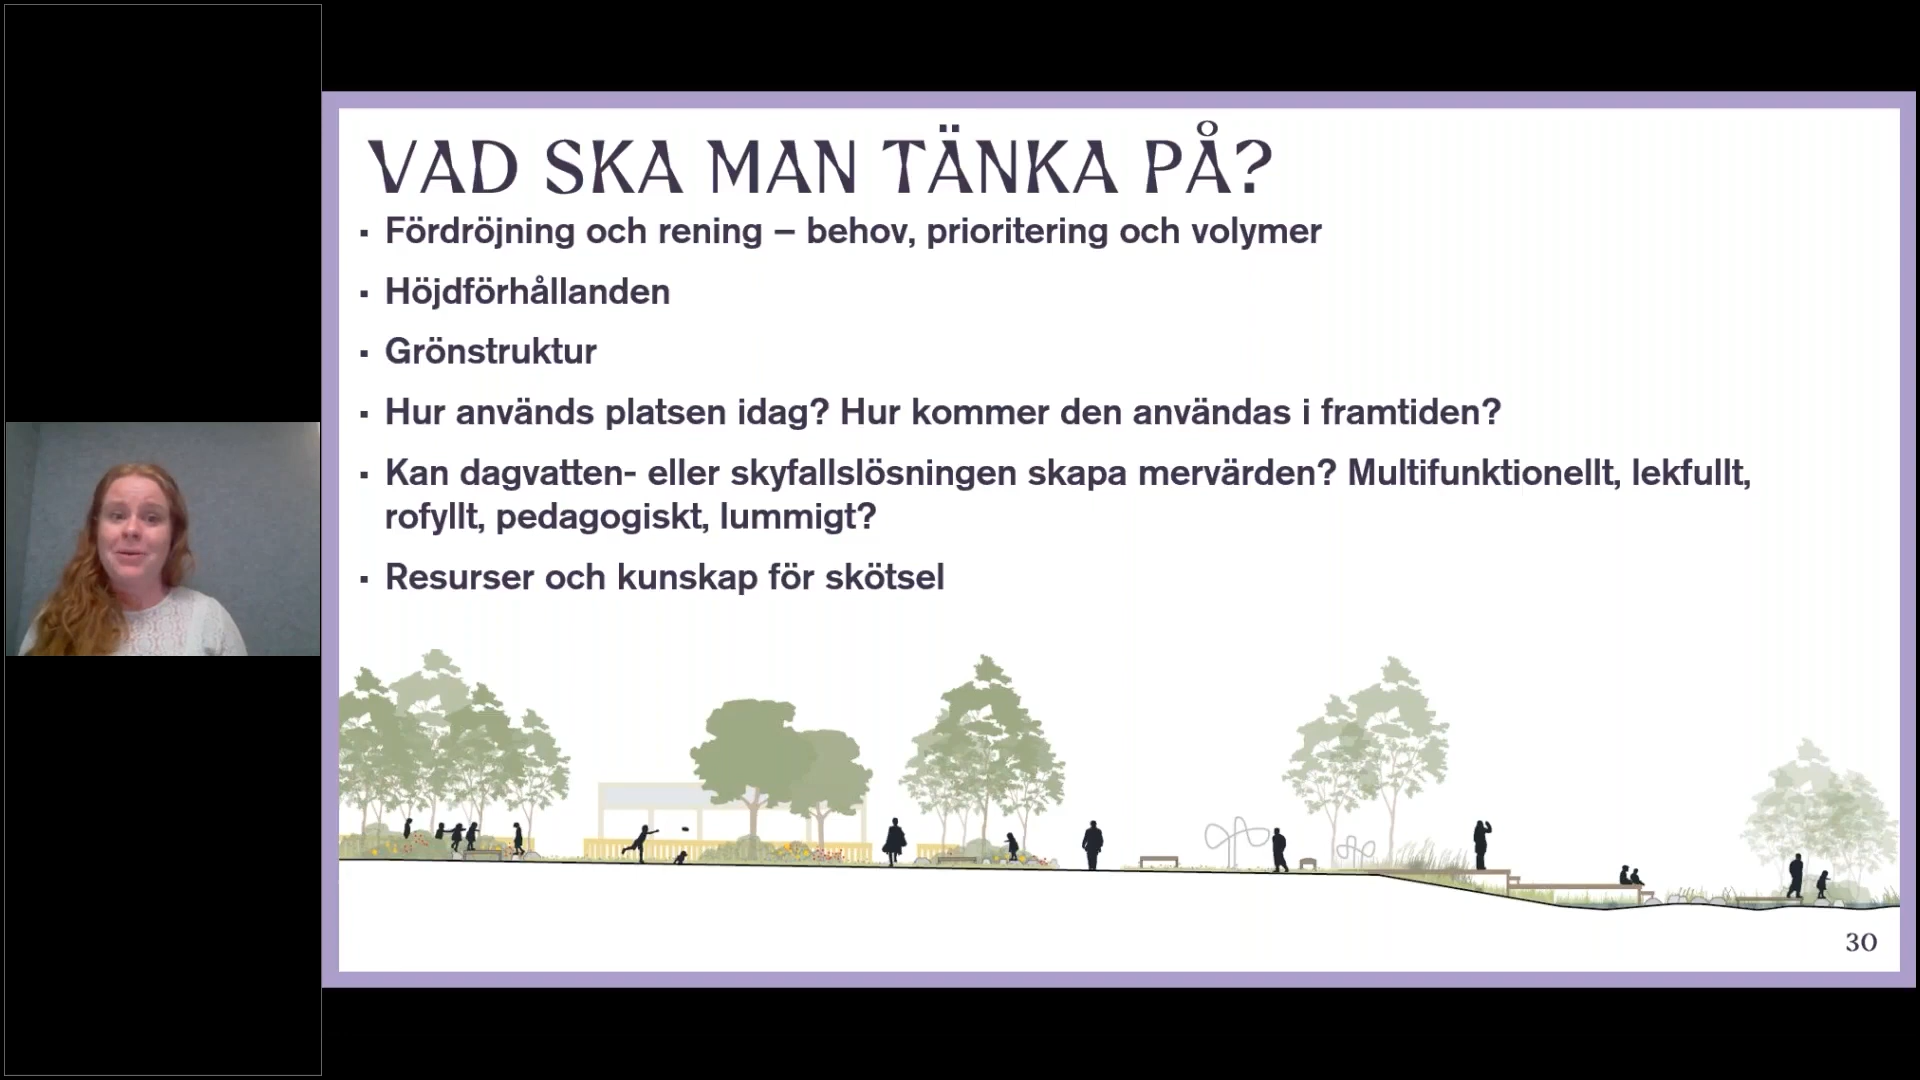 VAD SKA MAN TÄNKA PÅ?
▪ Fördröjning och rening – behov, prioritering och volymer
▪ Höjdförhållanden
▪ Grönstruktur
▪ Hur används platsen idag? Hur kommer den användas i framtiden?
▪ Kan dagvatten- eller skyfallslösningen skapa mervärden? Multifunktionellt, lekfullt,
rofyllt, pedagogiskt, lummigt?
▪ Resurser och kunskap för skötsel
30